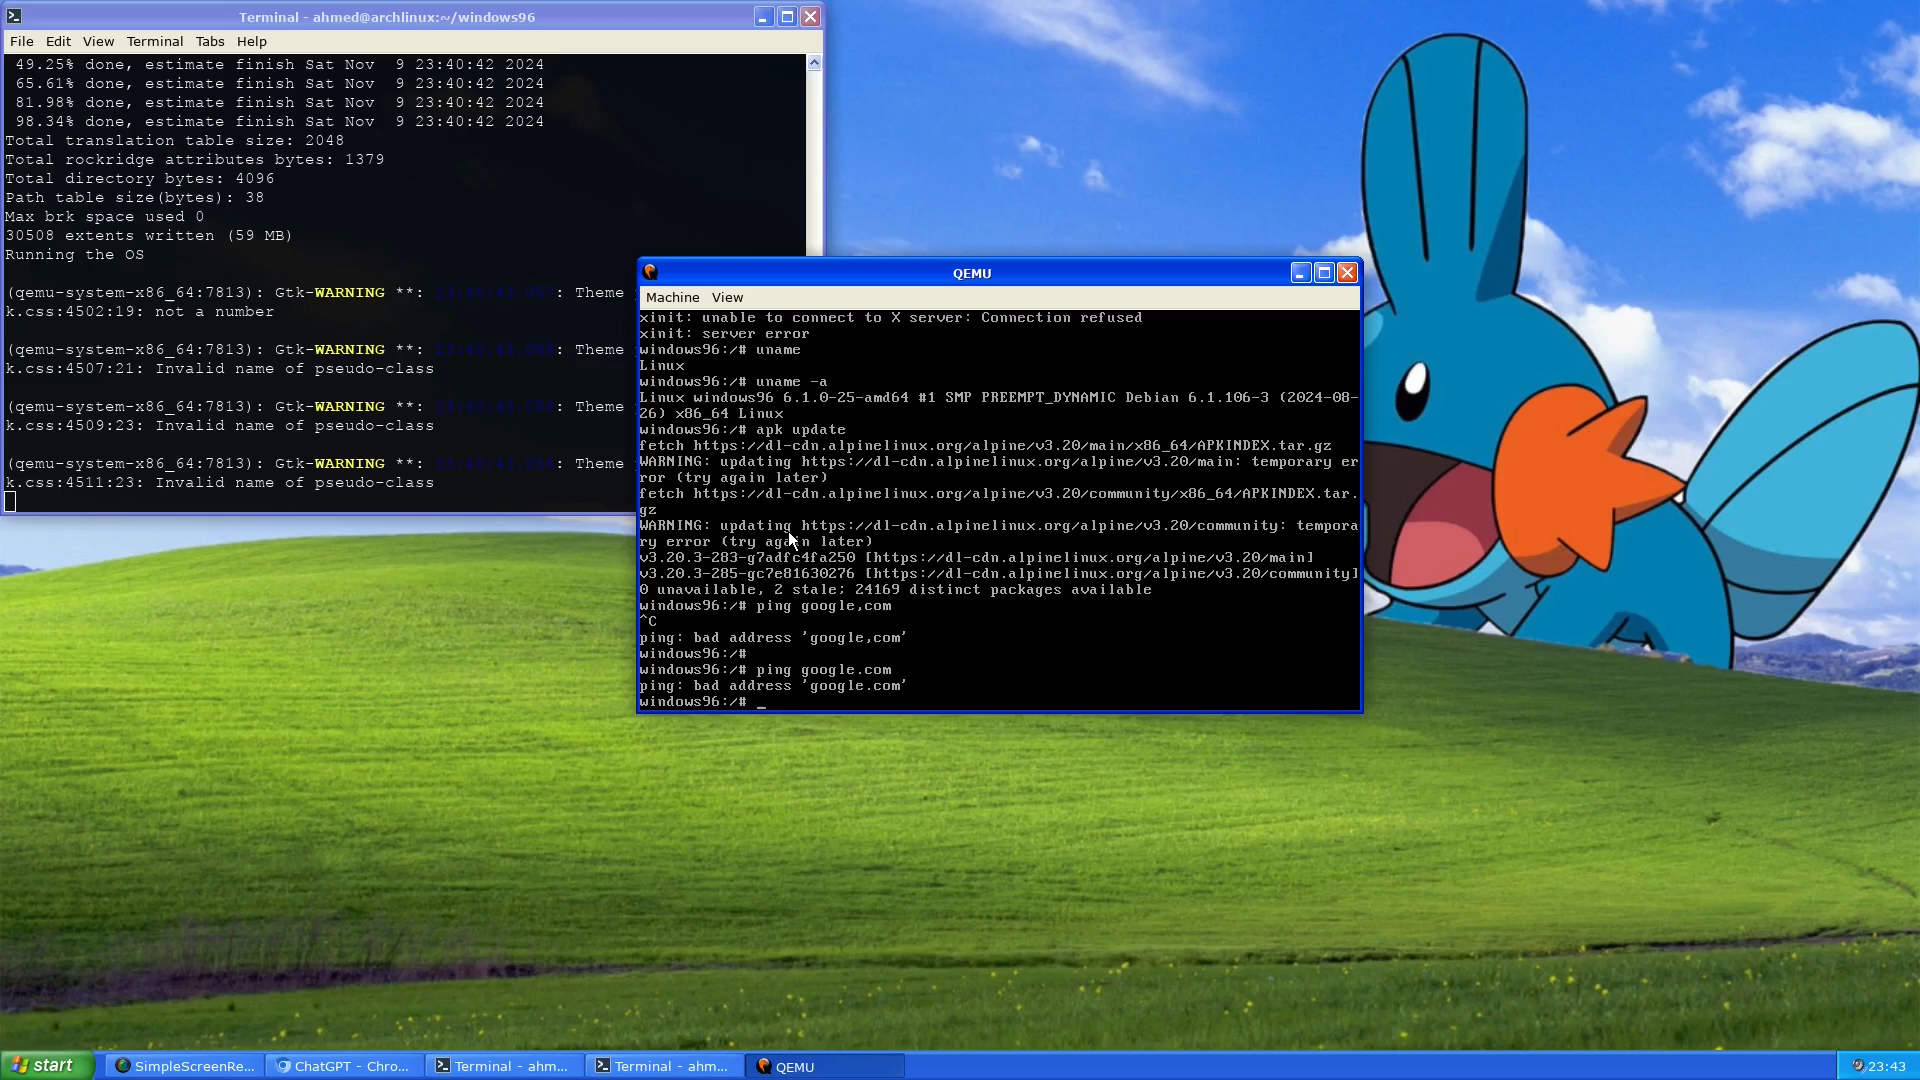 Terminal - ahmed@archlinux:~/windows96
File Edit View Terminal Tabs Help
49.25% done, estimate finish Sat Nov  9 23:40:42 2024
65.61% done, estimate finish Sat Nov  9 23:40:42 2024
81.98% done, estimate finish Sat Nov  9 23:40:42 2024
98.34% done, estimate finish Sat Nov  9 23:40:42 2024
Total translation table size: 2048
Total rockridge attributes bytes: 1379
Total directory bytes: 4096
Path table size(bytes): 38
Max brk space used 0
30508 extents written (59 MB)
Running the OS
(qemu-system-x86_64:7813): Gtk-WARNING **: : Theme
k.css:4502:19: not a number
(qemu-system-x86_64:7813): Gtk-WARNING **: : Theme
k.css:4507:21: Invalid name of pseudo-class
(qemu-system-x86_64:7813): Gtk-WARNING **: : Theme
k.css:4509:23: Invalid name of pseudo-class
(qemu-system-x86_64:7813): Gtk-WARNING **: : Theme
k.css:4511:23: Invalid name of pseudo-class
QEMU
Machine View
xinit: unable to connect to X server: Connection refused
xinit: server error
windows96:/# uname
Linux
windows96:/# uname -a
Linux windows96 6.1.0-25-amd64 #1 SMP PREEMPT_DYNAMIC Debian 6.1.106-3 (2024-08-
26) x86_64 Linux
windows96:/# apk update
fetch https://dl-cdn.alpinelinux.org/alpine/v3.20/main/x86_64/APKINDEX.tar.gz
WARNING: updating https://dl-cdn.alpinelinux.org/alpine/v3.20/main: temporary er
ror (try again later)
fetch https://dl-cdn.alpinelinux.org/alpine/v3.20/community/x86_64/APKINDEX.tar.
gz
WARNING: updating https://dl-cdn.alpinelinux.org/alpine/v3.20/community: tempora
ry error (try again later)
v3.20.3-283-g7adfc4fa250 [https://dl-cdn.alpinelinux.org/alpine/v3.20/main]
v3.20.3-285-gc7e81630276 [https://dl-cdn.alpinelinux.org/alpine/v3.20/community]
0 unavailable, 2 stale; 24169 distinct packages available
windows96:/# ping google,com
^C
ping: bad address 'google,com'
windows96:/#
windows96:/# ping google.com
ping: bad address 'google.com'
windows96:/# _
start
SimpleScreenRe...
ChatGPT - Chro...
Terminal - ahm...
Terminal - ahm...
QEMU
23:43